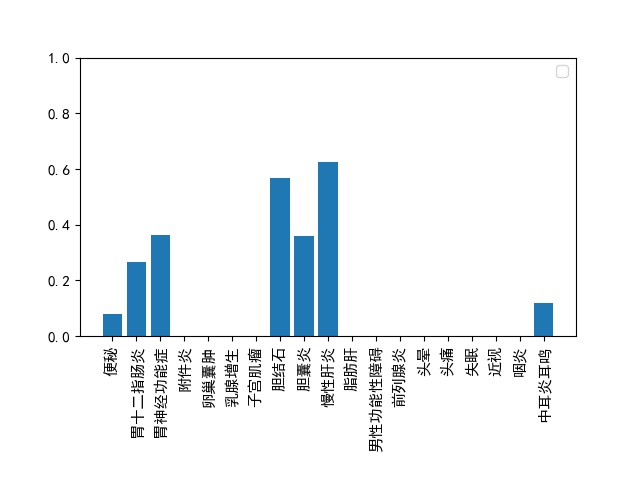 1.0
0.8
0.6
0.4
0.2
0.0
便秘
胃十二指肠炎
胃神经功能症
附件炎
卵巢囊肿
乳腺增生
子宫肌瘤
胆结石
胆囊炎
慢性肝炎
脂肪肝
男性功能性障碍
前列腺炎
头晕
头痛
失眠
近视
咽炎
中耳炎耳鸣